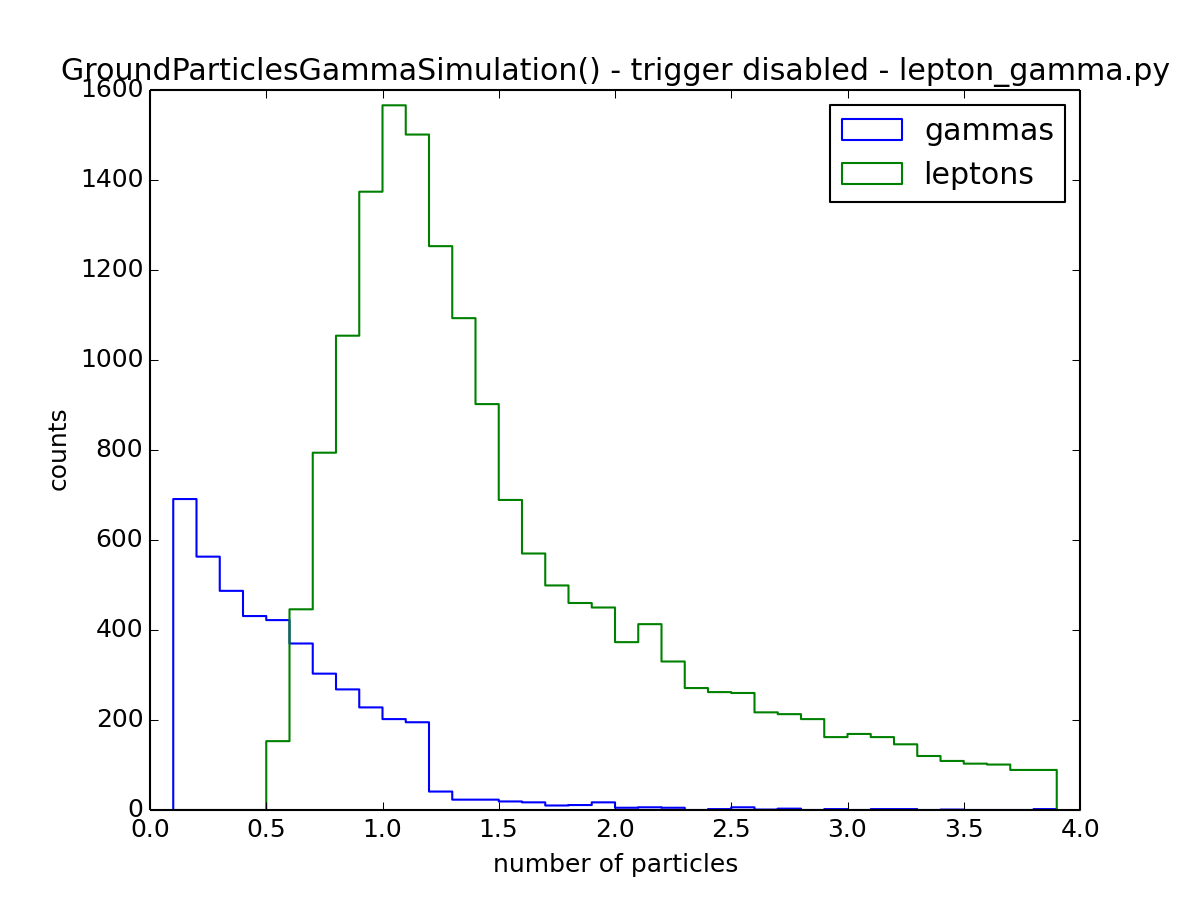 GroundParticlesGammaSimulation() - trigger disabled - lepton_gamma.py
1600
1400
1200
1000
800
600
400
200
0
counts
gammas
leptons
0.0 0.5 1.0 1.5 2.0 2.5 3.0 3.5 4.0
number of particles